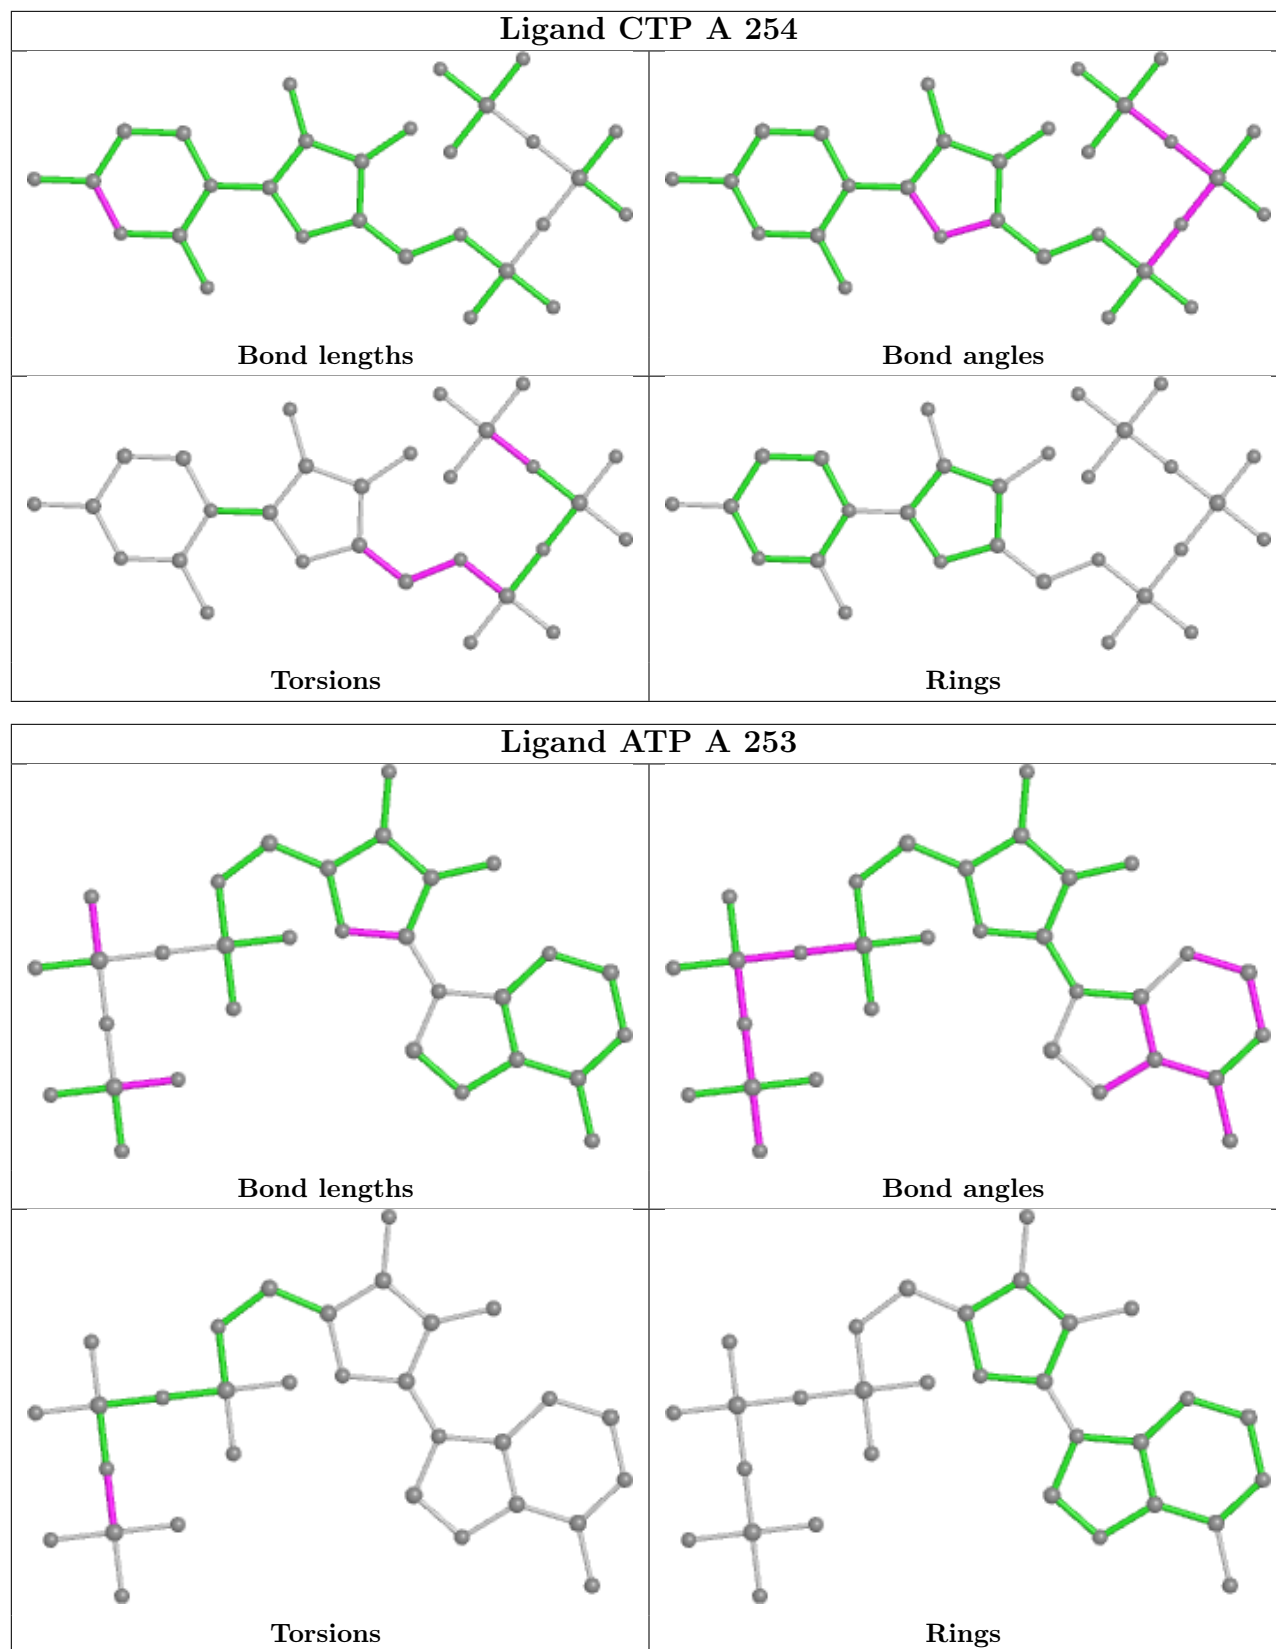 Ligand CTP A 254
Bond lengths
Bond angles
Torsions
Rings
Ligand ATP A 253
Bond lengths
Bond angles
Torsions
Rings